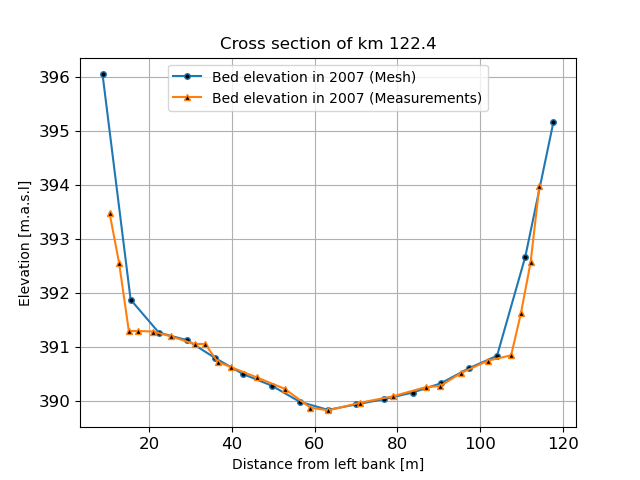 Cross section of km 122.4
Bed elevation in 2007 (Mesh)
Bed elevation in 2007 (Measurements)
Elevation [m.a.s.l]
396
395
394
393
392
391
390
20 40 60 80 100 120
Distance from left bank [m]